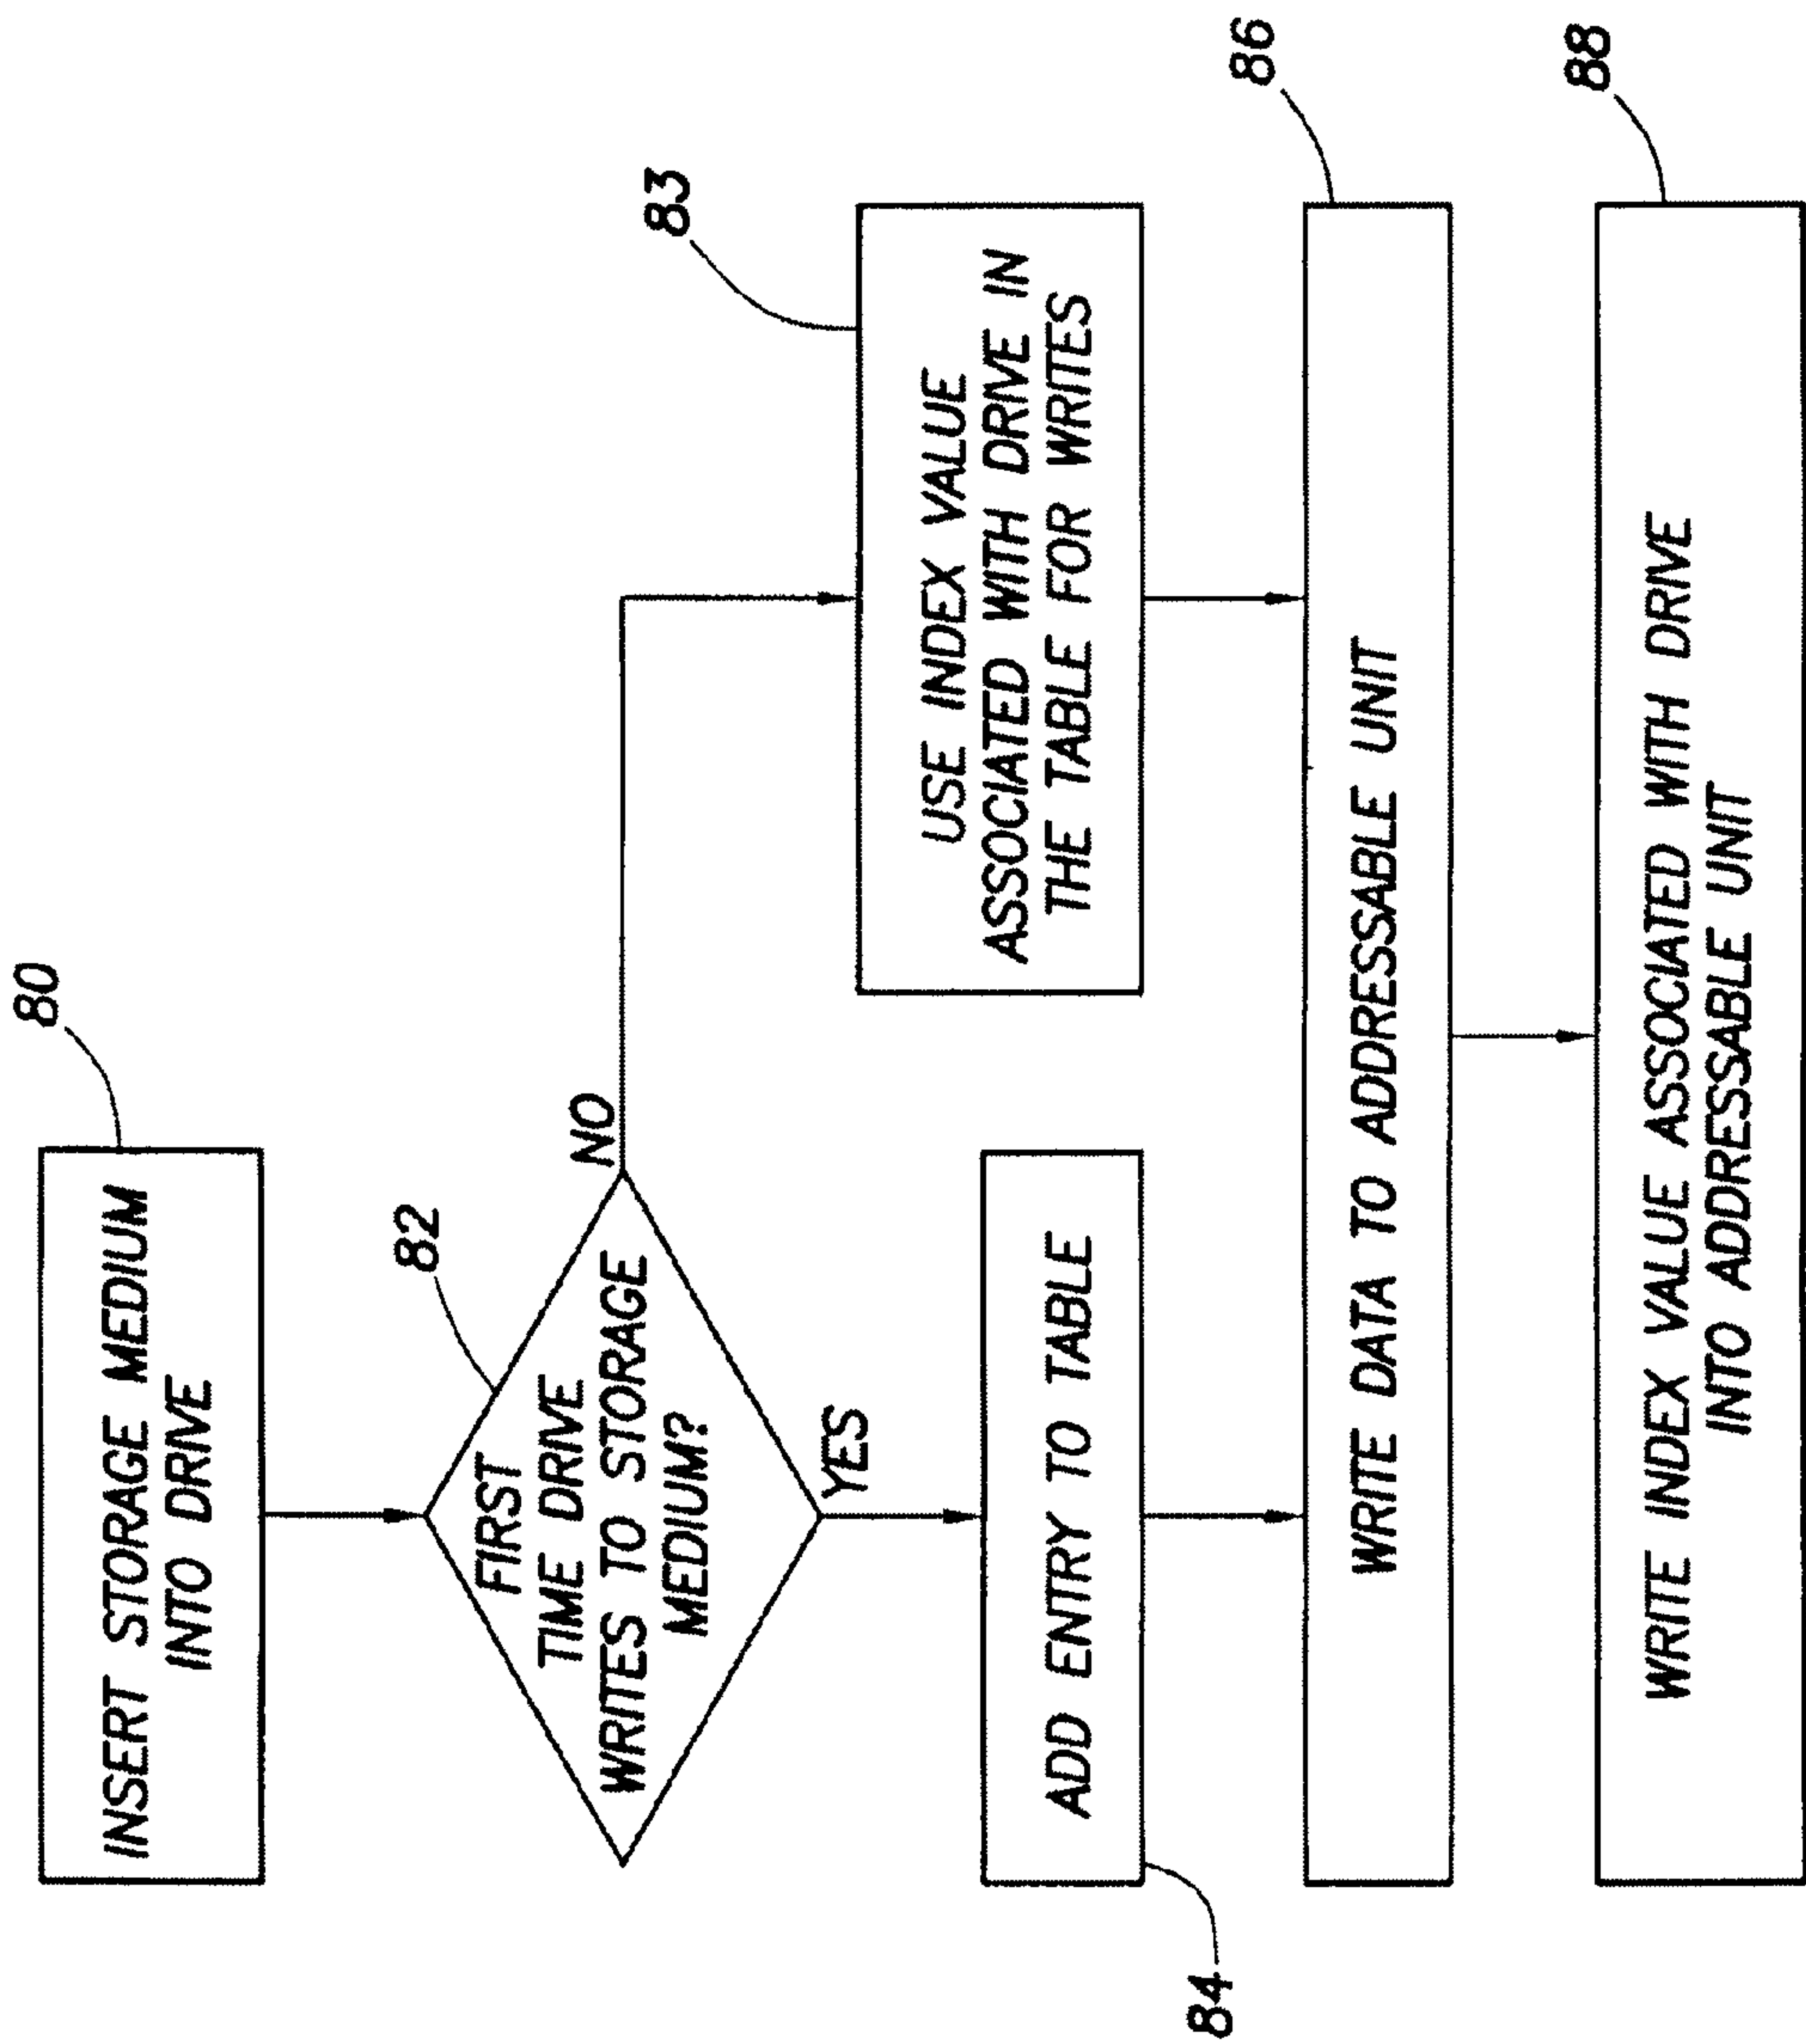 80
INSERT STORAGE MEDIUM
INTO DRIVE
82
FIRST
TIME DRIVE
WRITES TO STORAGE
MEDIUM?
NO
YES
83
USE INDEX VALUE
ASSOCIATED WITH DRIVE IN
THE TABLE FOR WRITES
84
ADD ENTRY TO TABLE
86
WRITE DATA TO ADDRESSABLE UNIT
88
WRITE INDEX VALUE ASSOCIATED WITH DRIVE
INTO ADDRESSABLE UNIT